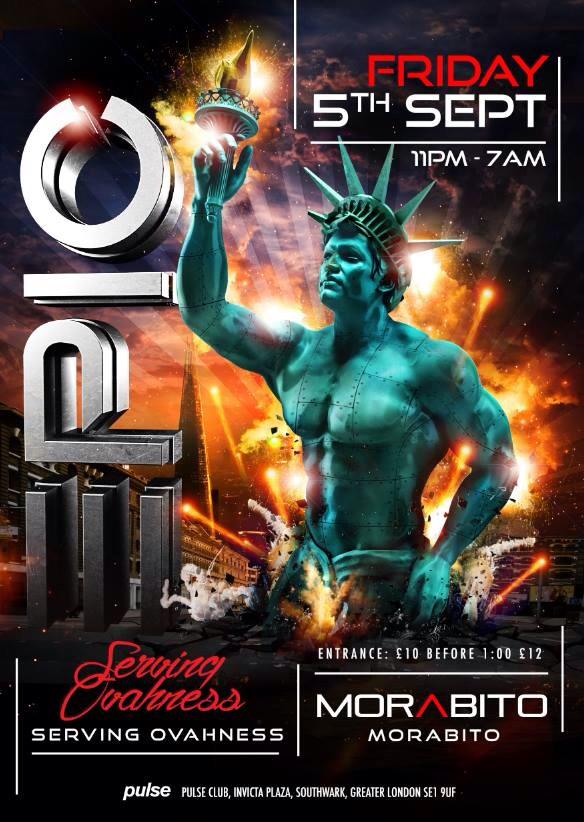 EPIC
FRIDAY
5TH SEPT
11PM - 7AM
Serving
Ovahness
SERVING OVAHNESS
ENTRANCE: £10 BEFORE 1:00 £12
MORABITO
MORABITO
pulse PULSE CLUB, INVICTA PLAZA, SOUTHWARK, GREATER LONDON SE1 9UF